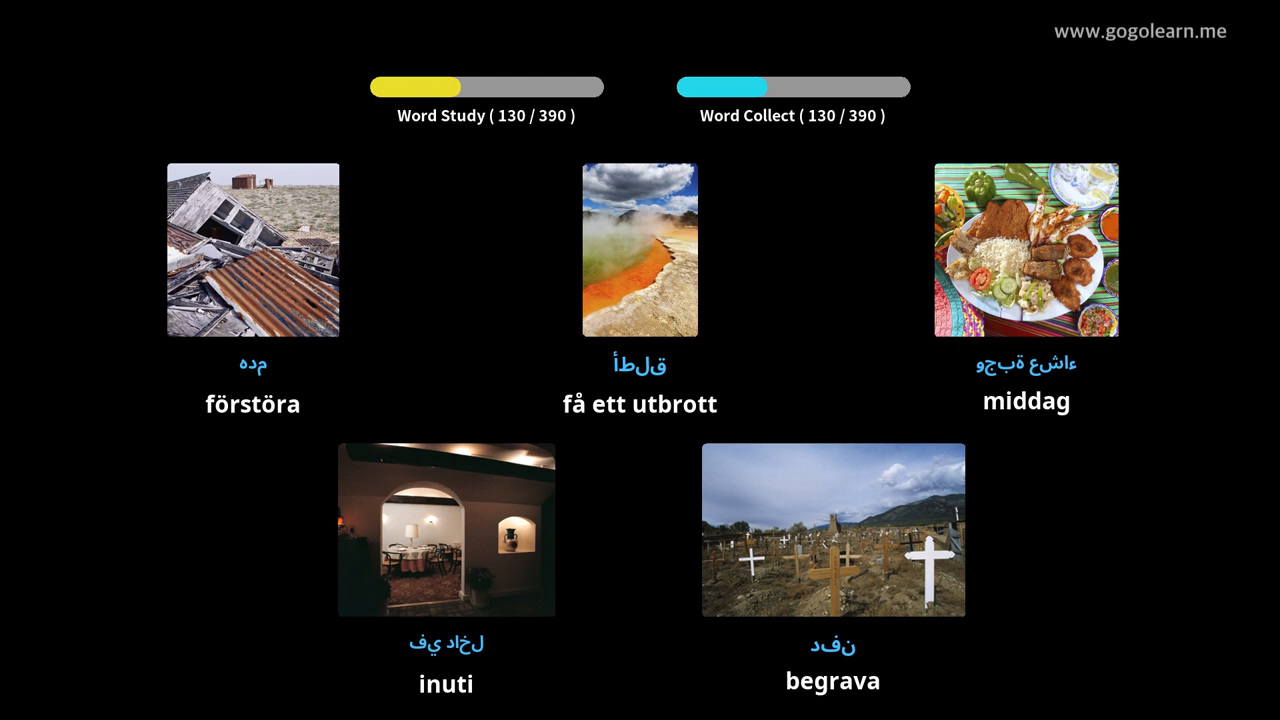 www.gogolearn.me
Word Study ( 130 / 390 )
Word Collect ( 130 / 390 )
مده
förstöra
قلطأ
få ett utbrott
ءاشع ةبجو
middag
لخاد يف
inuti
نفد
begrava